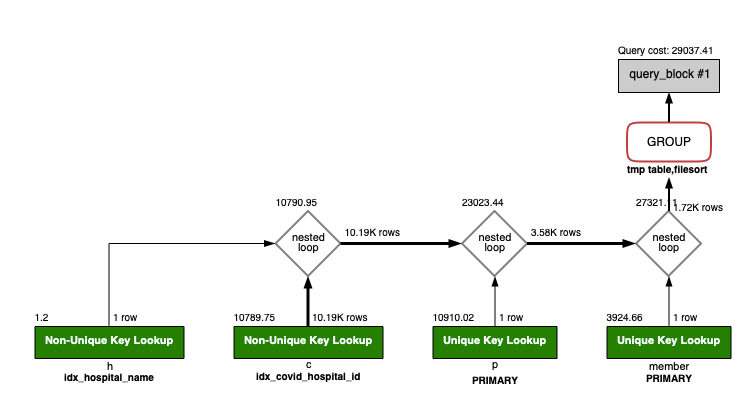 Query cost: 29037.41
query_block #1
GROUP
tmp table,filesort
10790.95
23023.44
27321.11
1.72K rows
nested
loop
10.19K rows
nested
loop
3.58K rows
nested
loop
1.2
1 row
10789.75
10.19K rows
10910.02
1 row
3924.66
1 row
Non-Unique Key Lookup
Non-Unique Key Lookup
Unique Key Lookup
Unique Key Lookup
h
c
p
member
idx_hospital_name
idx_covid_hospital_id
PRIMARY
PRIMARY